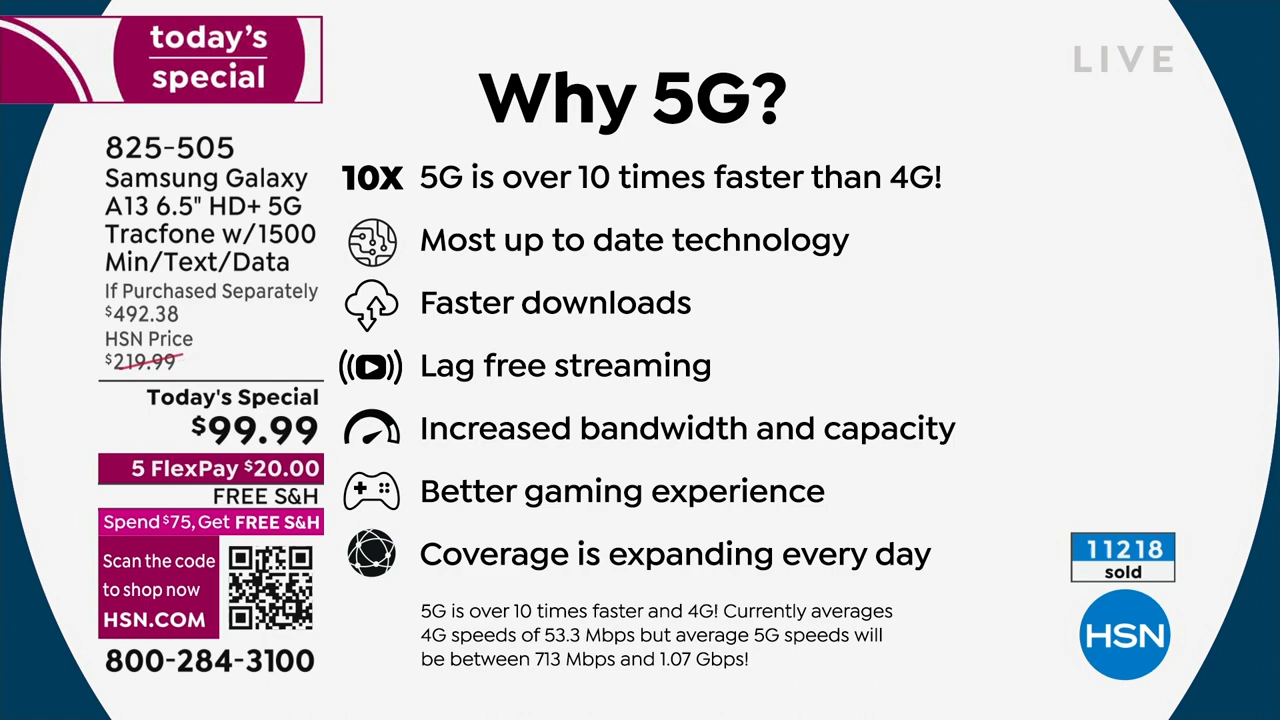 today's
special
LIVE
Why 5G?
825-505
Samsung Galaxy
A13 6.5" HD+ 5G
Tracfone w/1500
Min/Text/Data
If Purchased Separately
$492.38
HSN Price
$219.99
Today's Special
$99.99
5 FlexPay $20.00
FREE S&H
Spend $75, Get FREE S&H
Scan the code
to shop now
HSN.COM
800-284-3100
10X 5G is over 10 times faster than 4G!
Most up to date technology
Faster downloads
Lag free streaming
Increased bandwidth and capacity
Better gaming experience
Coverage is expanding every day
5G is over 10 times faster and 4G! Currently averages
4G speeds of 53.3 Mbps but average 5G speeds will
be between 713 Mbps and 1.07 Gbps!
11218
sold
HSN